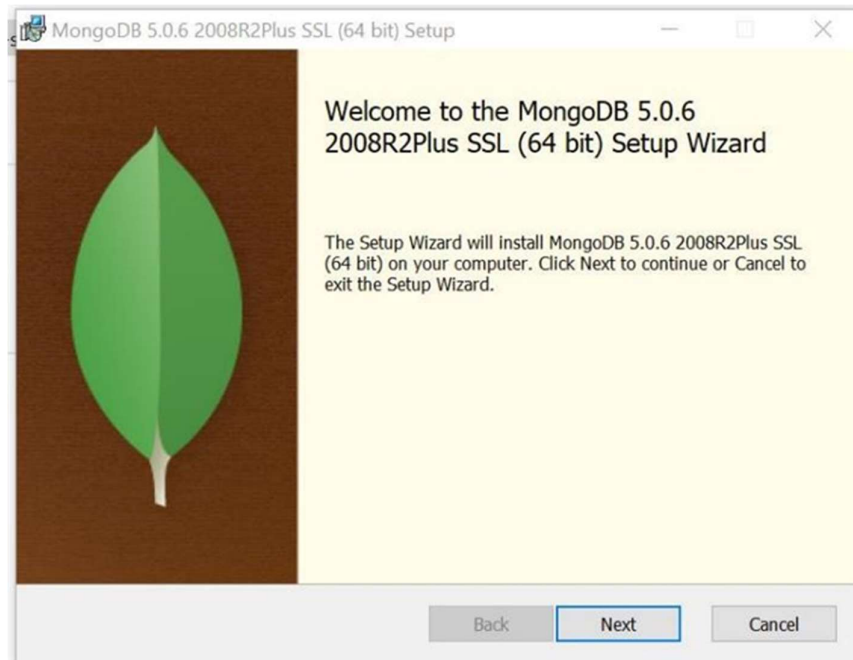 MongoDB 5.0.6 2008R2Plus SSL (64 bit) Setup
Welcome to the MongoDB 5.0.6
2008R2Plus SSL (64 bit) Setup Wizard
The Setup Wizard will install MongoDB 5.0.6 2008R2Plus SSL
(64 bit) on your computer. Click Next to continue or Cancel to
exit the Setup Wizard.
Back
Next
Cancel